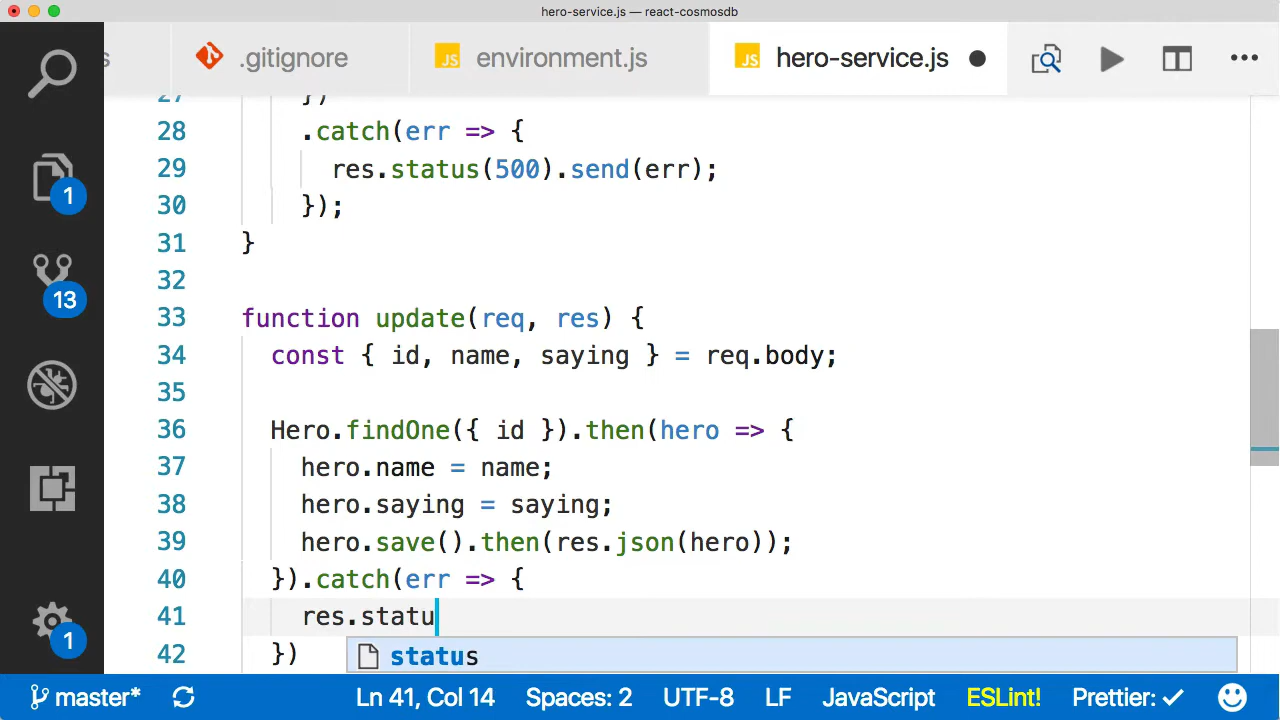 hero-service.js — react-cosmosdb
s .gitignore JS environment.js JS hero-service.js
27 })
28 .catch(err => {
29 res.status(500).send(err);
30 });
31 }
32
33 function update(req, res) {
34 const { id, name, saying } = req.body;
35
36 Hero.findOne({ id }).then(hero => {
37 hero.name = name;
38 hero.saying = saying;
39 hero.save().then(res.json(hero));
40 }).catch(err => {
41 res.statu
42 })
status
1
13
1
master* Ln 41, Col 14 Spaces: 2 UTF-8 LF JavaScript ESLint! Prettier: ✓